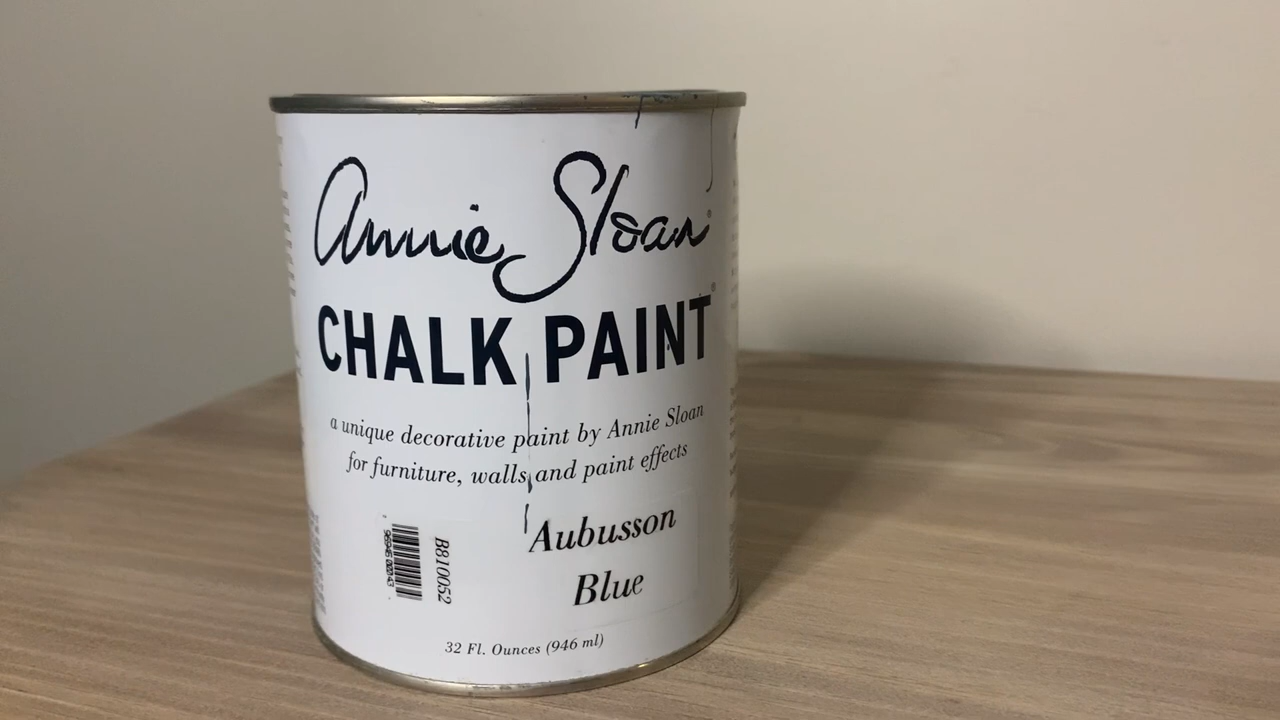 Annie Sloan®
CHALK PAINT®
a unique decorative paint by Annie Sloan
for furniture, walls and paint effects
Aubusson
Blue
B810052
32 Fl. Ounces (946 ml)